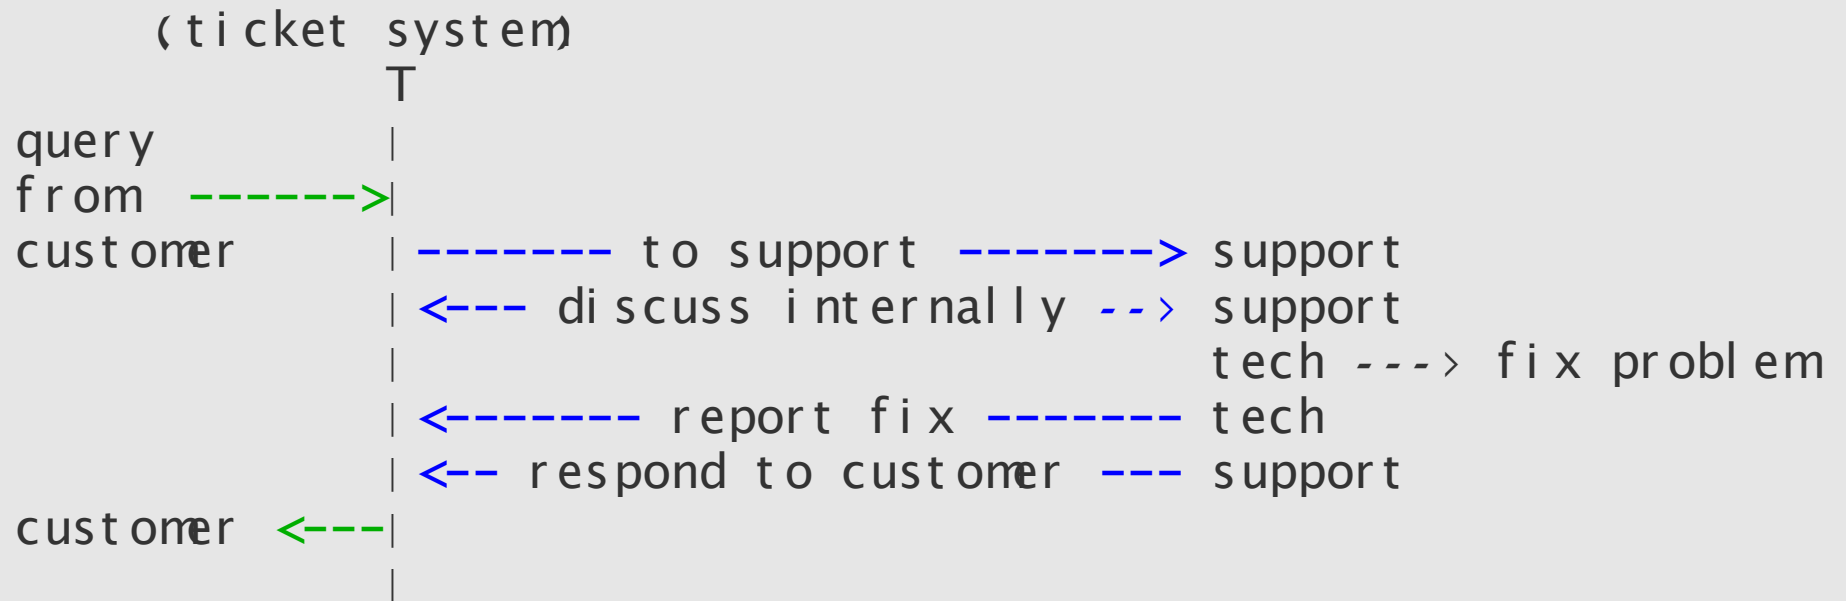 (ticket system)
T
query |
from ------>|
customer |------- to support -------> support
|<--- discuss internally --> support
| tech ---> fix problem
|<------- report fix ------- tech
|<-- respond to customer --- support
customer <---|
|